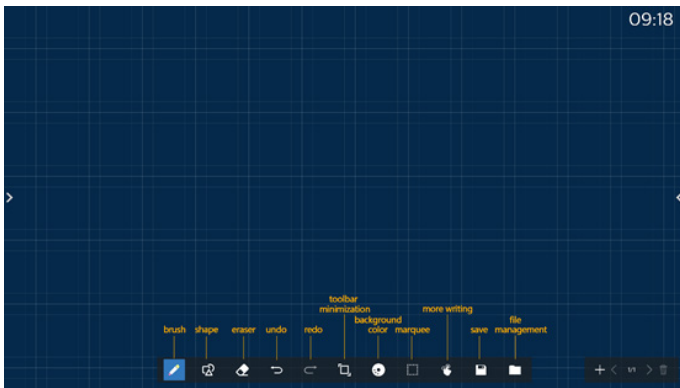 09:18
toolbar
minimization
more writing
background
color
file
management
brush
shape
eraser
undo
redo
marquee
save
1/1